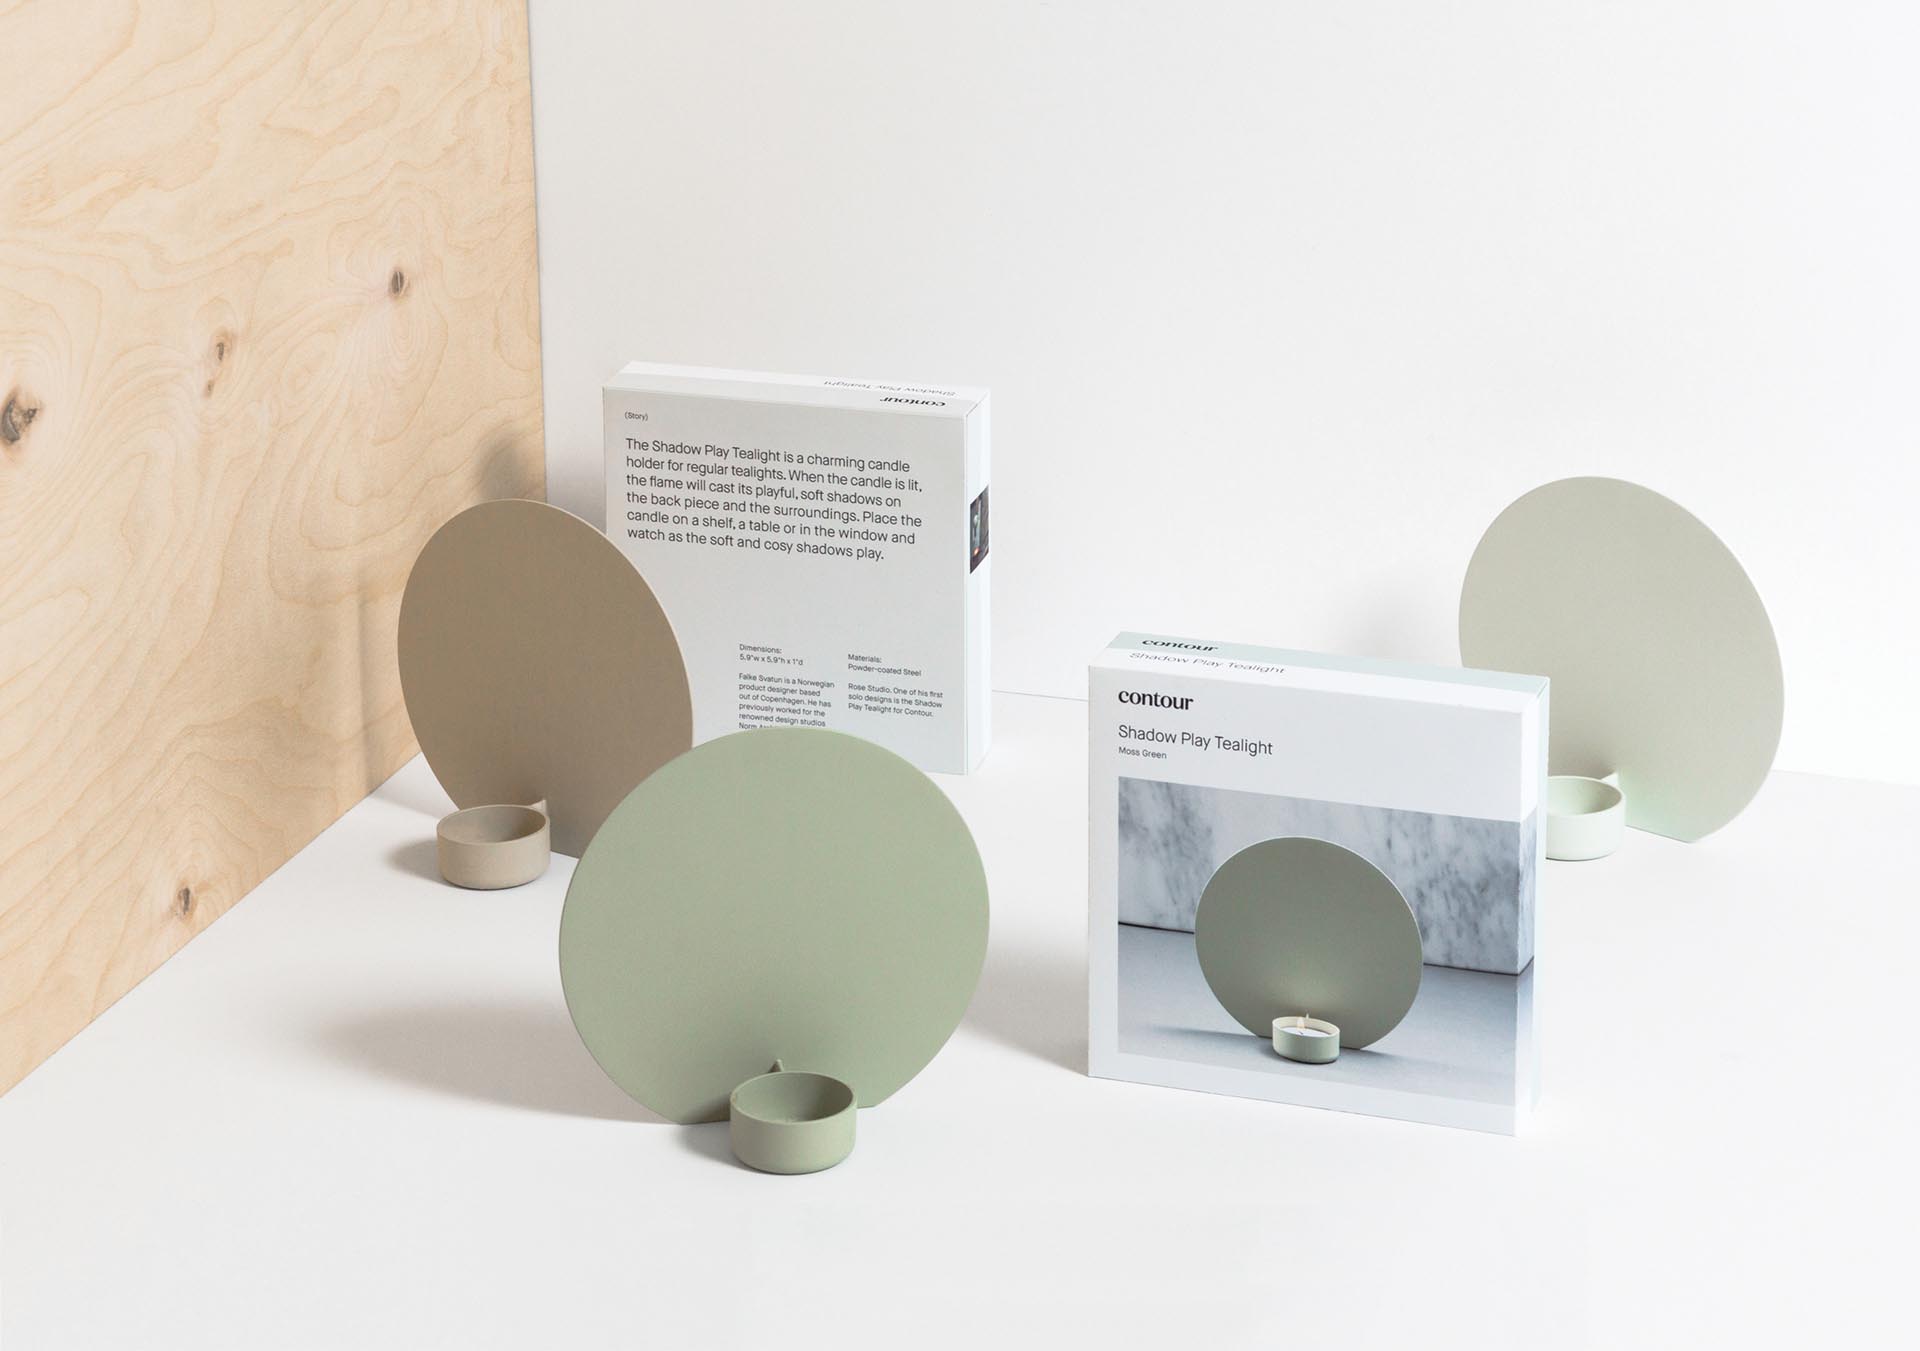 contour
Shadow Play Tealight
(Story)
The Shadow Play Tealight is a charming candle
holder for regular tealights. When the candle is lit,
the flame will cast its playful, soft shadows on
the back piece and the surroundings. Place the
candle on a shelf, a table or in the window and
watch as the soft and cosy shadows play.
Dimensions:
5,9"w x 5,9"h x 1"d
Falke Svatun is a Norwegian
product designer based
out of Copenhagen. He has
previously worked for the
renowned design studios
Norm
Materials:
Powder-coated Steel
Rose Studio. One of his first
solo designs is the Shadow
Play Tealight for Contour.
contour
Shadow Play Tealight
contour
Shadow Play Tealight
Moss Green